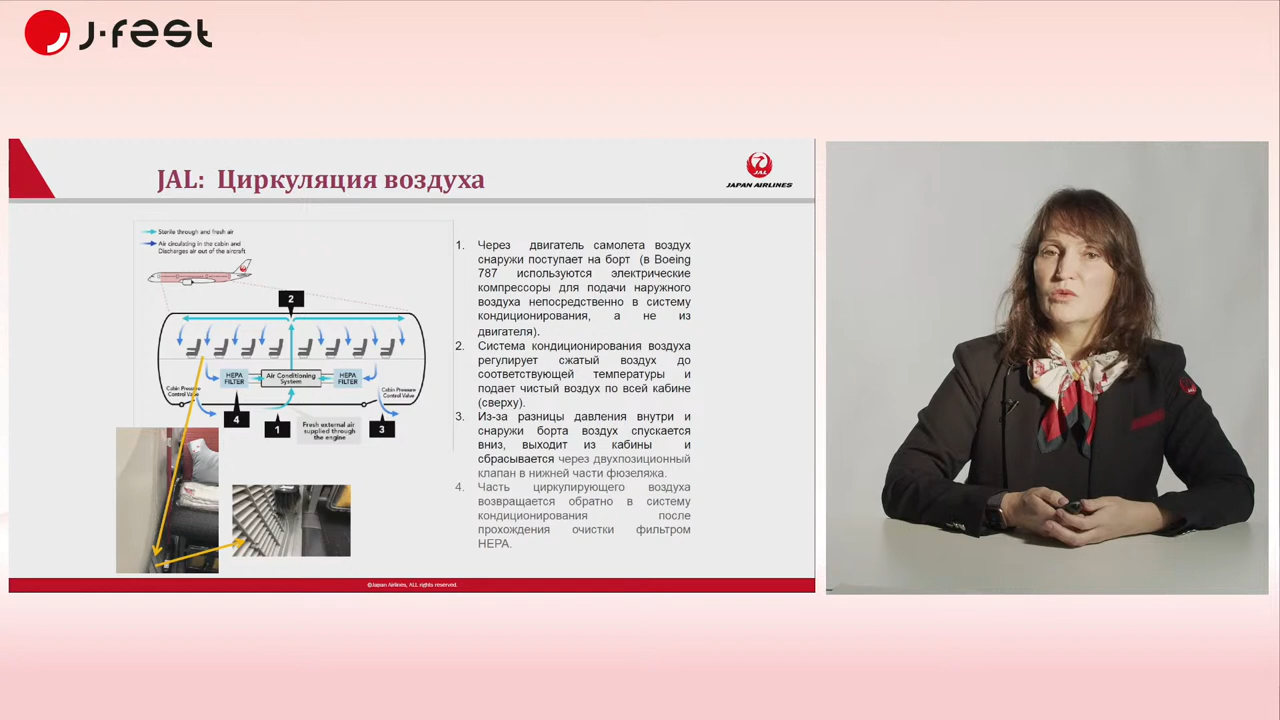 J-fest
JAL: Циркуляция воздуха
JAL
JAPAN AIRLINES
Sterile through and fresh air
Air circulating in the cabin and
Discharges air out of the aircraft
2
HEPA
FILTER
Air Conditioning
System
HEPA
FILTER
Cabin Pressure
Control Valve
Cabin Pressure
Control Valve
4
1
Fresh external air
supplied through
the engine
3
1. Через двигатель самолета воздух
снаружи поступает на борт (в Boeing
787 используются электрические
компрессоры для подачи наружного
воздуха непосредственно в систему
кондиционирования, а не из
двигателя).
2. Система кондиционирования воздуха
регулирует сжатый воздух до
соответствующей температуры и
подает чистый воздух по всей кабине
(сверху).
3. Из-за разницы давления внутри и
снаружи борта воздух спускается
вниз, выходит из кабины и
сбрасывается через двухпозиционный
клапан в нижней части фюзеляжа.
4. Часть циркулирующего воздуха
возвращается обратно в систему
кондиционирования после
прохождения очистки фильтром
HEPA.
©Japan Airlines, ALL rights reserved.